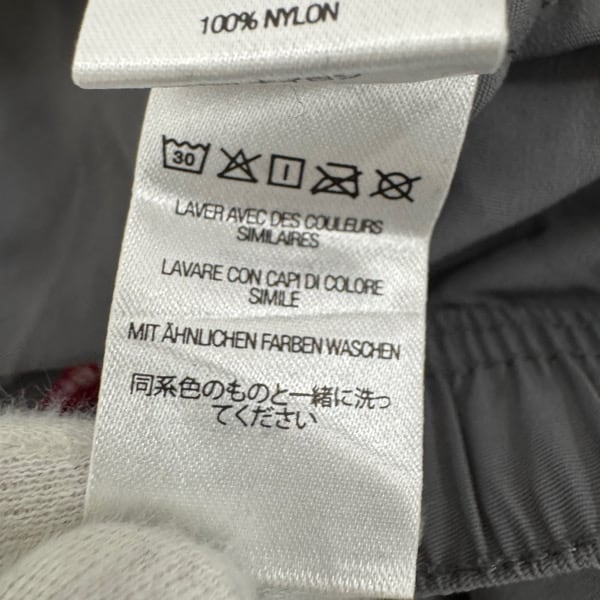 100% NYLON
30
LAVER AVEC DES COULEURS
SIMILAIRES
LAVARE CON CAPI DI COLORE
SIMILE
MIT ÄHNLICHEN FARBEN WASCHEN
同系色のものと一緒に洗っ
てください